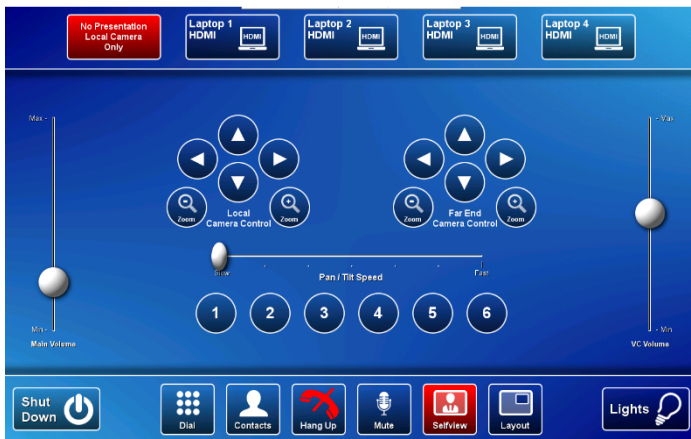 No Presentation
Local Camera
Only
Laptop 1
HDMI
HDMI
Laptop 2
HDMI
HDMI
Laptop 3
HDMI
HDMI
Laptop 4
HDMI
HDMI
Max -
- Max
Zoom
Local
Camera Control
Zoom
Zoom
Far End
Camera Control
Zoom
Slow
Pan / Tilt Speed
Fast
1 2 3 4 5 6
Min -
Main Volume
- Min
VC Volume
Shut
Down
Dial
Contacts
Hang Up
Mute
Selfview
Layout
Lights